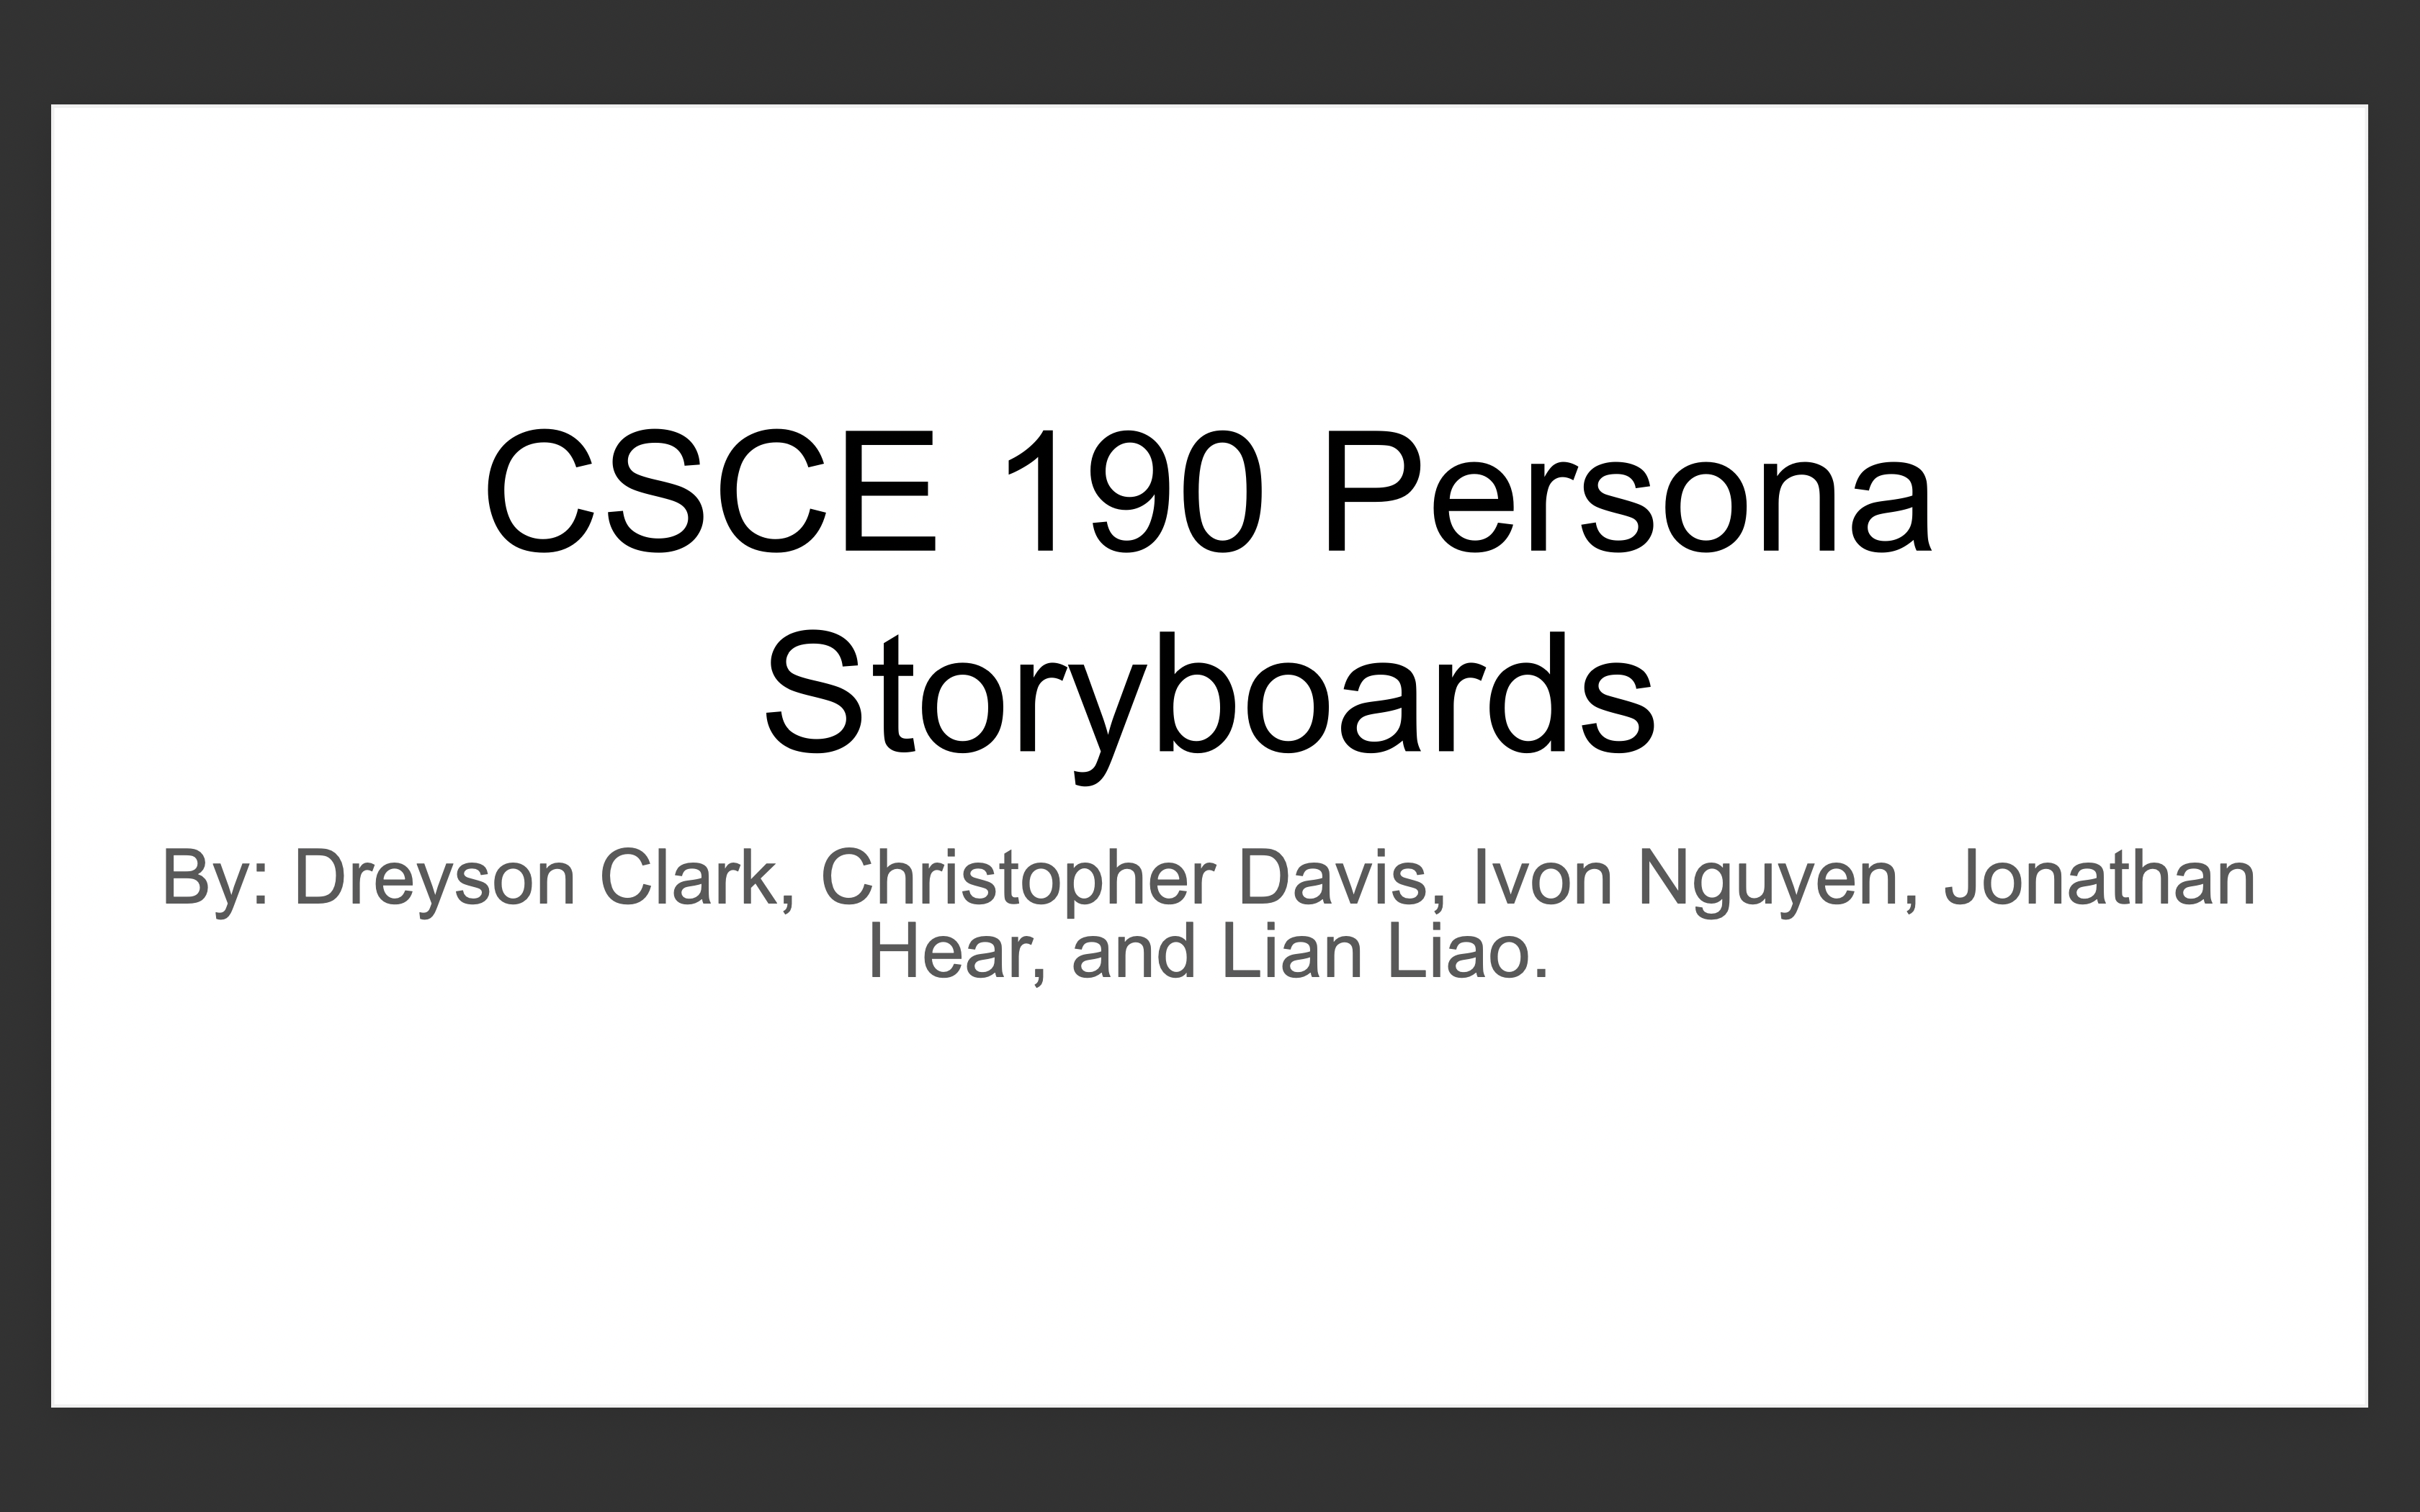 CSCE 190 Persona
Storyboards
By: Dreyson Clark, Christopher Davis, Ivon Nguyen, Jonathan
Hear, and Lian Liao.